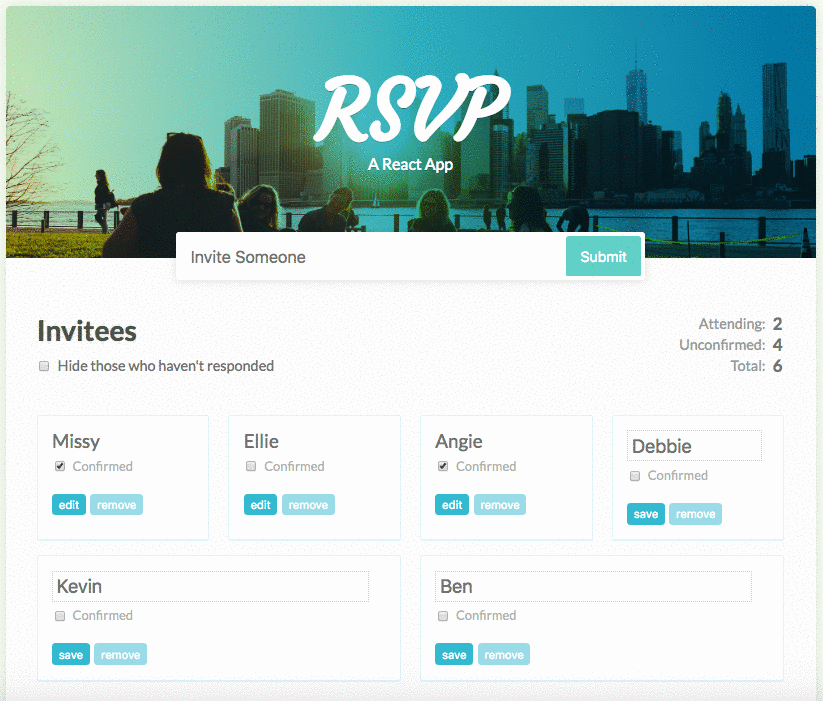 RSVP
A React App
Invite Someone
Submit
Invitees
Hide those who haven't responded
Attending: 2
Unconfirmed: 4
Total: 6
Missy
Confirmed
edit remove
Ellie
Confirmed
edit remove
Angie
Confirmed
edit remove
Debbie
Confirmed
save remove
Kevin
Confirmed
save remove
Ben
Confirmed
save remove